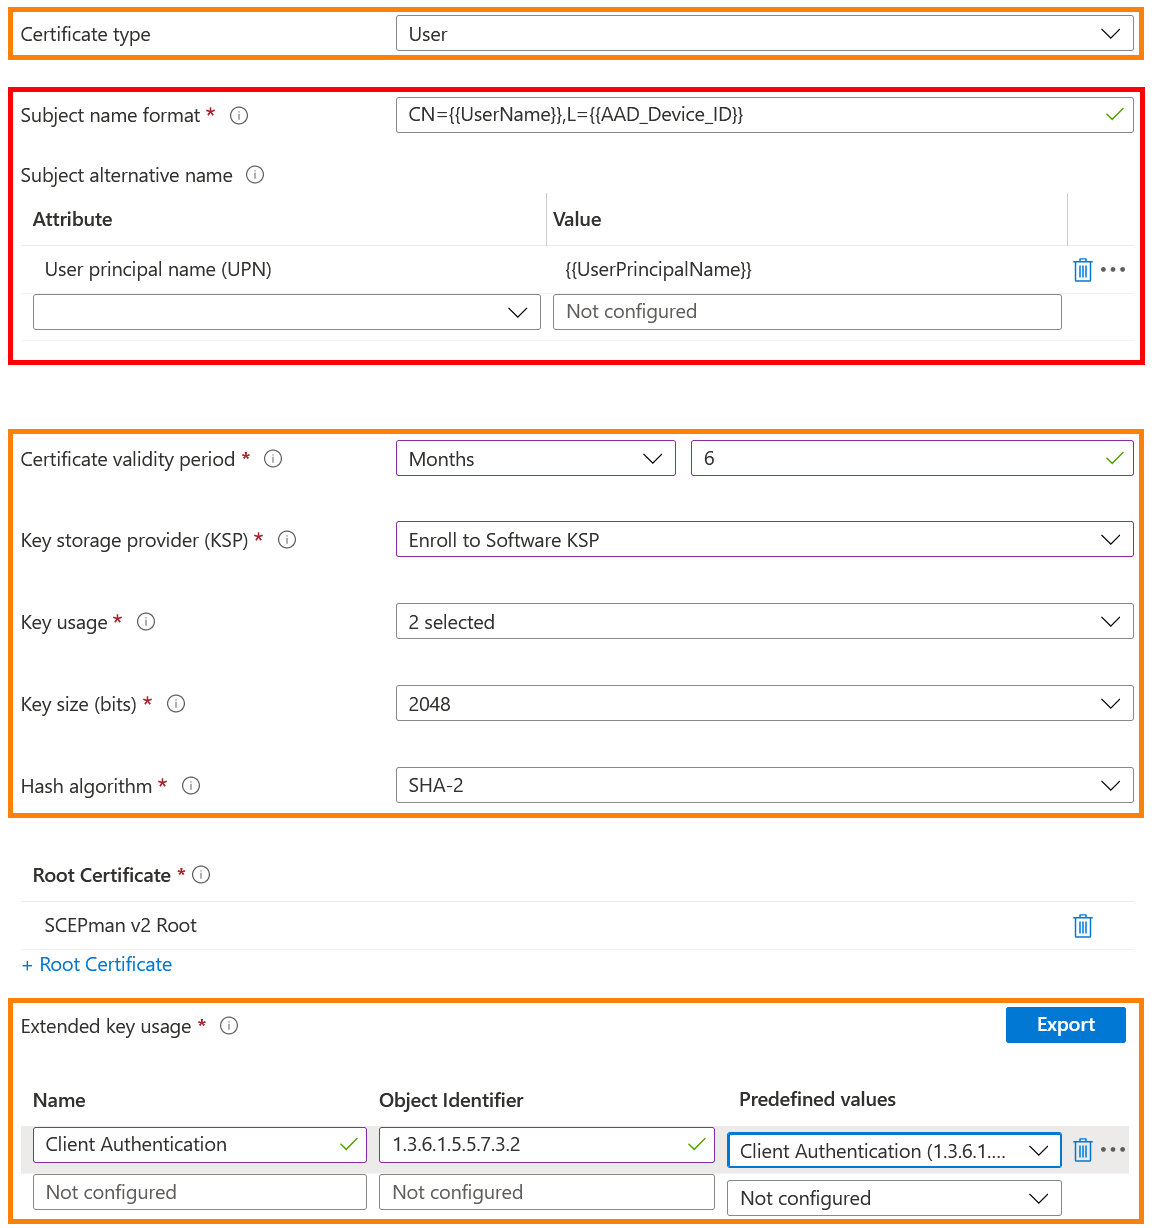 Certificate type User
Subject name format * CN={{UserName}},L={{AAD_Device_ID}}
Subject alternative name
Attribute Value
User principal name (UPN) {{UserPrincipalName}}
Not configured
Certificate validity period * Months 6
Key storage provider (KSP) * Enroll to Software KSP
Key usage * 2 selected
Key size (bits) * 2048
Hash algorithm * SHA-2
Root Certificate *
SCEPman v2 Root
+ Root Certificate
Extended key usage * Export
Name Object Identifier Predefined values
Client Authentication 1.3.6.1.5.5.7.3.2 Client Authentication (1.3.6.1....
Not configured Not configured Not configured